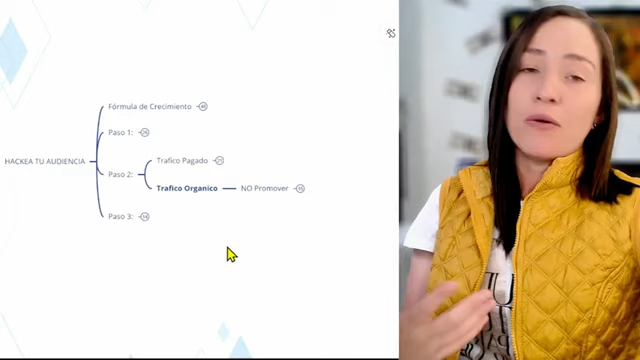 Fórmula de Crecimiento
Paso 1:
HACKEA TU AUDIENCIA
Trafico Pagado
Paso 2:
Trafico Organico
NO Promover
Paso 3: